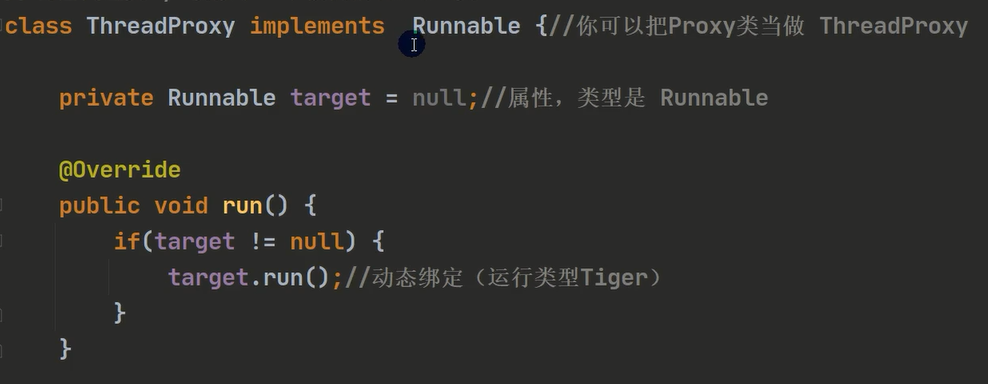 class ThreadProxy implements  Runnable {//你可以把Proxy类当做 ThreadProxy
private Runnable target = null;//属性，类型是 Runnable
@Override
public void run() {
if(target != null) {
target.run();//动态绑定（运行类型Tiger）
}
}